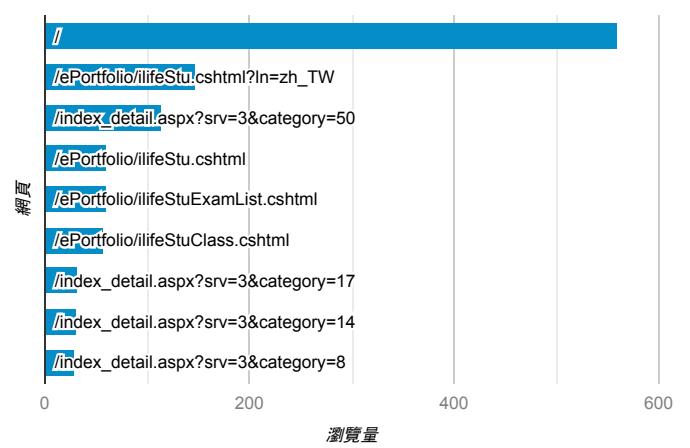 /
/ePortfolio/ilifeStu.cshtml?ln=zh_TW
/index_detail.aspx?srv=3&category=50
/ePortfolio/ilifeStu.cshtml
/ePortfolio/ilifeStuExamList.cshtml
/ePortfolio/ilifeStuClass.cshtml
/index_detail.aspx?srv=3&category=17
/index_detail.aspx?srv=3&category=14
/index_detail.aspx?srv=3&category=8
網頁
0 200 400 600
瀏覽量